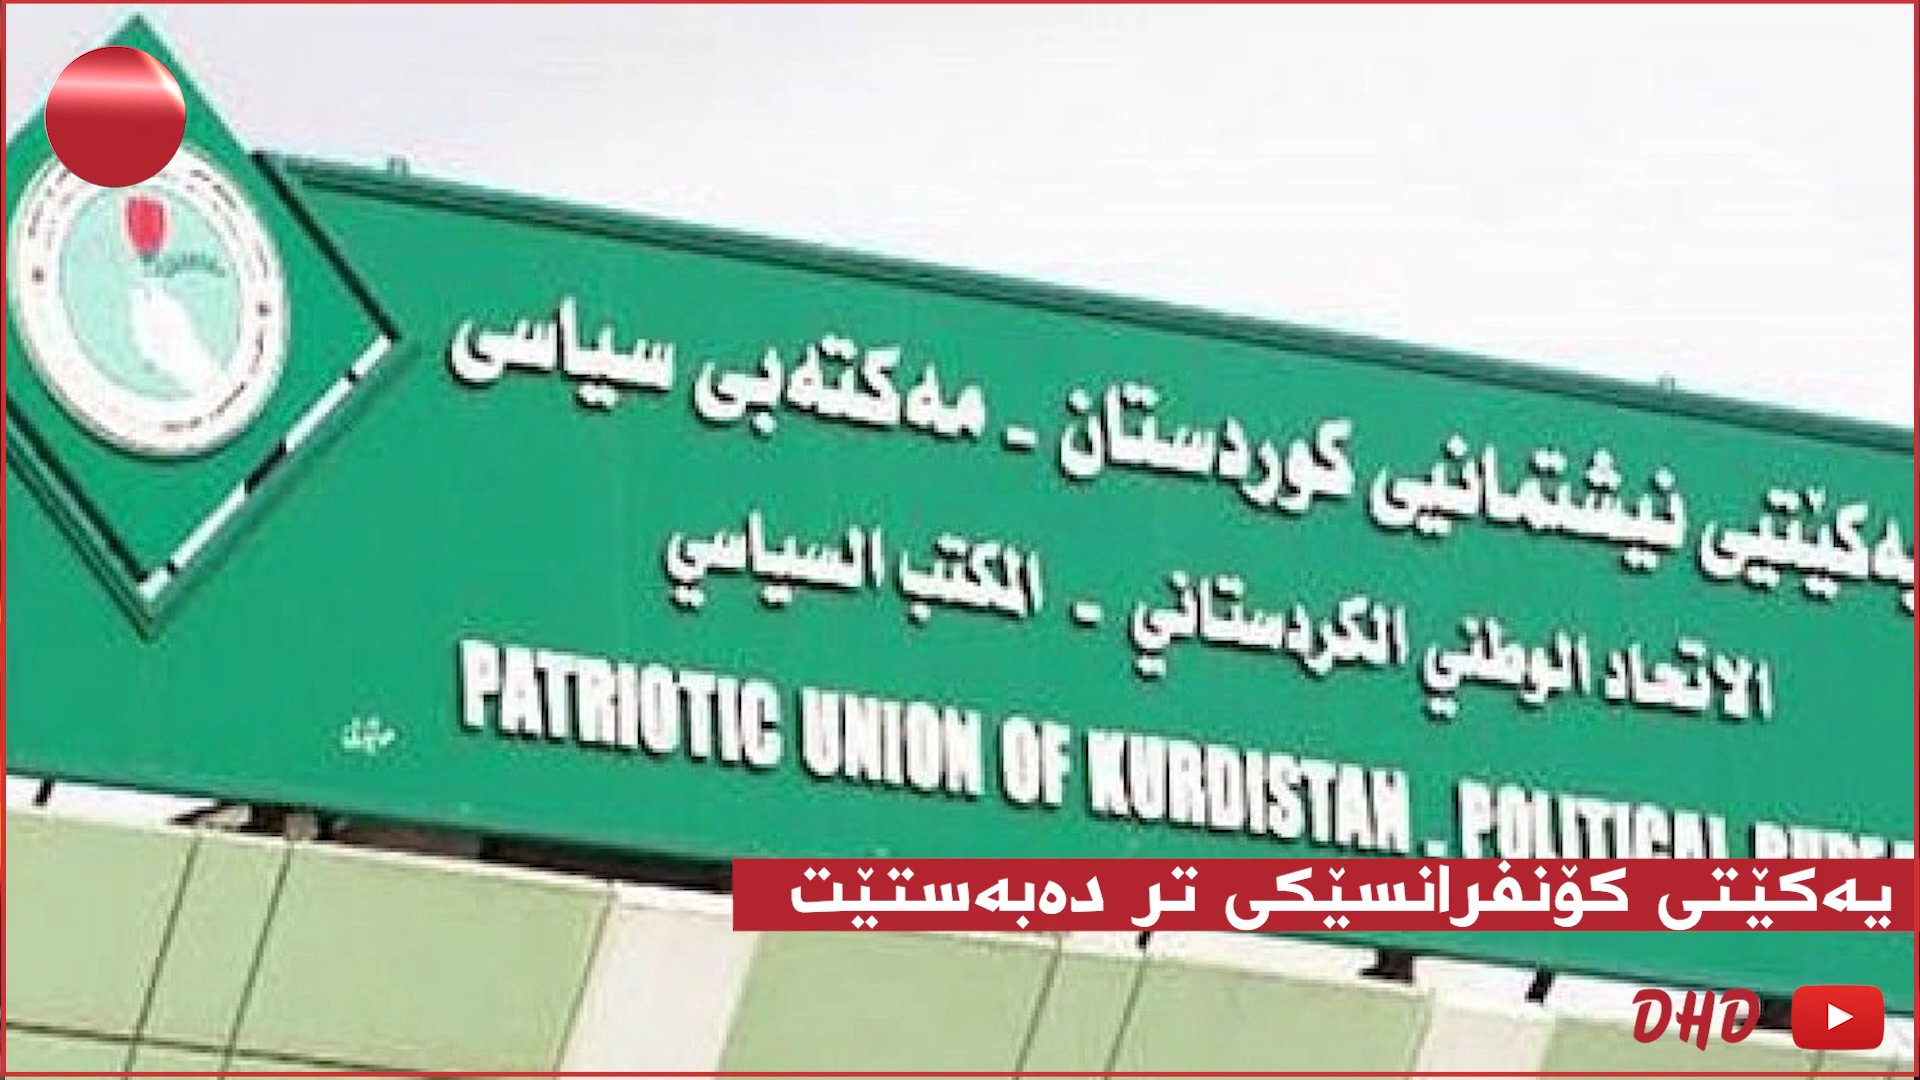 یەکێتیی نیشتمانیی کوردستان - مەکتەبی سیاسی
الاتحاد الوطني الكردستاني - المكتب السياسي
PATRIOTIC UNION OF KURDISTAN . POLITICAL
یەکێتی کۆنفرانسێکی تر دەبەستێت
DHD